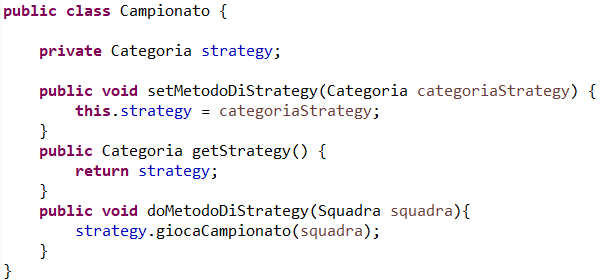 public class Campionato {
private Categoria strategy;
public void setMetodoDiStrategy(Categoria categoriaStrategy) {
this.strategy = categoriaStrategy;
}
public Categoria getStrategy() {
return strategy;
}
public void doMetodoDiStrategy(Squadra squadra){
strategy.giocaCampionato(squadra);
}
}